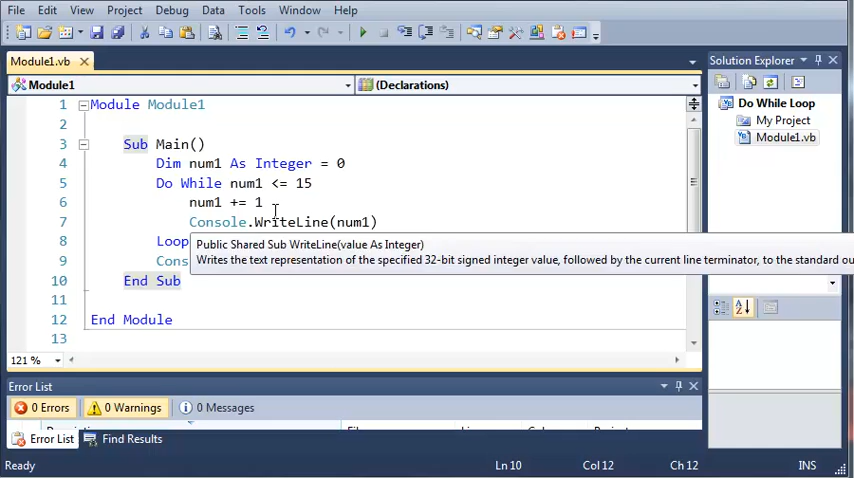 File Edit View Project Debug Data Tools Window Help
Module1.vb
Solution Explorer
Module1 (Declarations)
Do While Loop
My Project
Module1.vb
1 Module Module1
2
3 Sub Main()
4 Dim num1 As Integer = 0
5 Do While num1 <= 15
6 num1 += 1
7 Console.WriteLine(num1)
Public Shared Sub WriteLine(value As Integer)
Writes the text representation of the specified 32-bit signed integer value, followed by the current line terminator, to the standard ou
8 Loop
9 Cons
10 End Sub
11
12 End Module
13
121 %
Error List
0 Errors 0 Warnings 0 Messages
Error List Find Results
Ready Ln 10 Col 12 Ch 12 INS